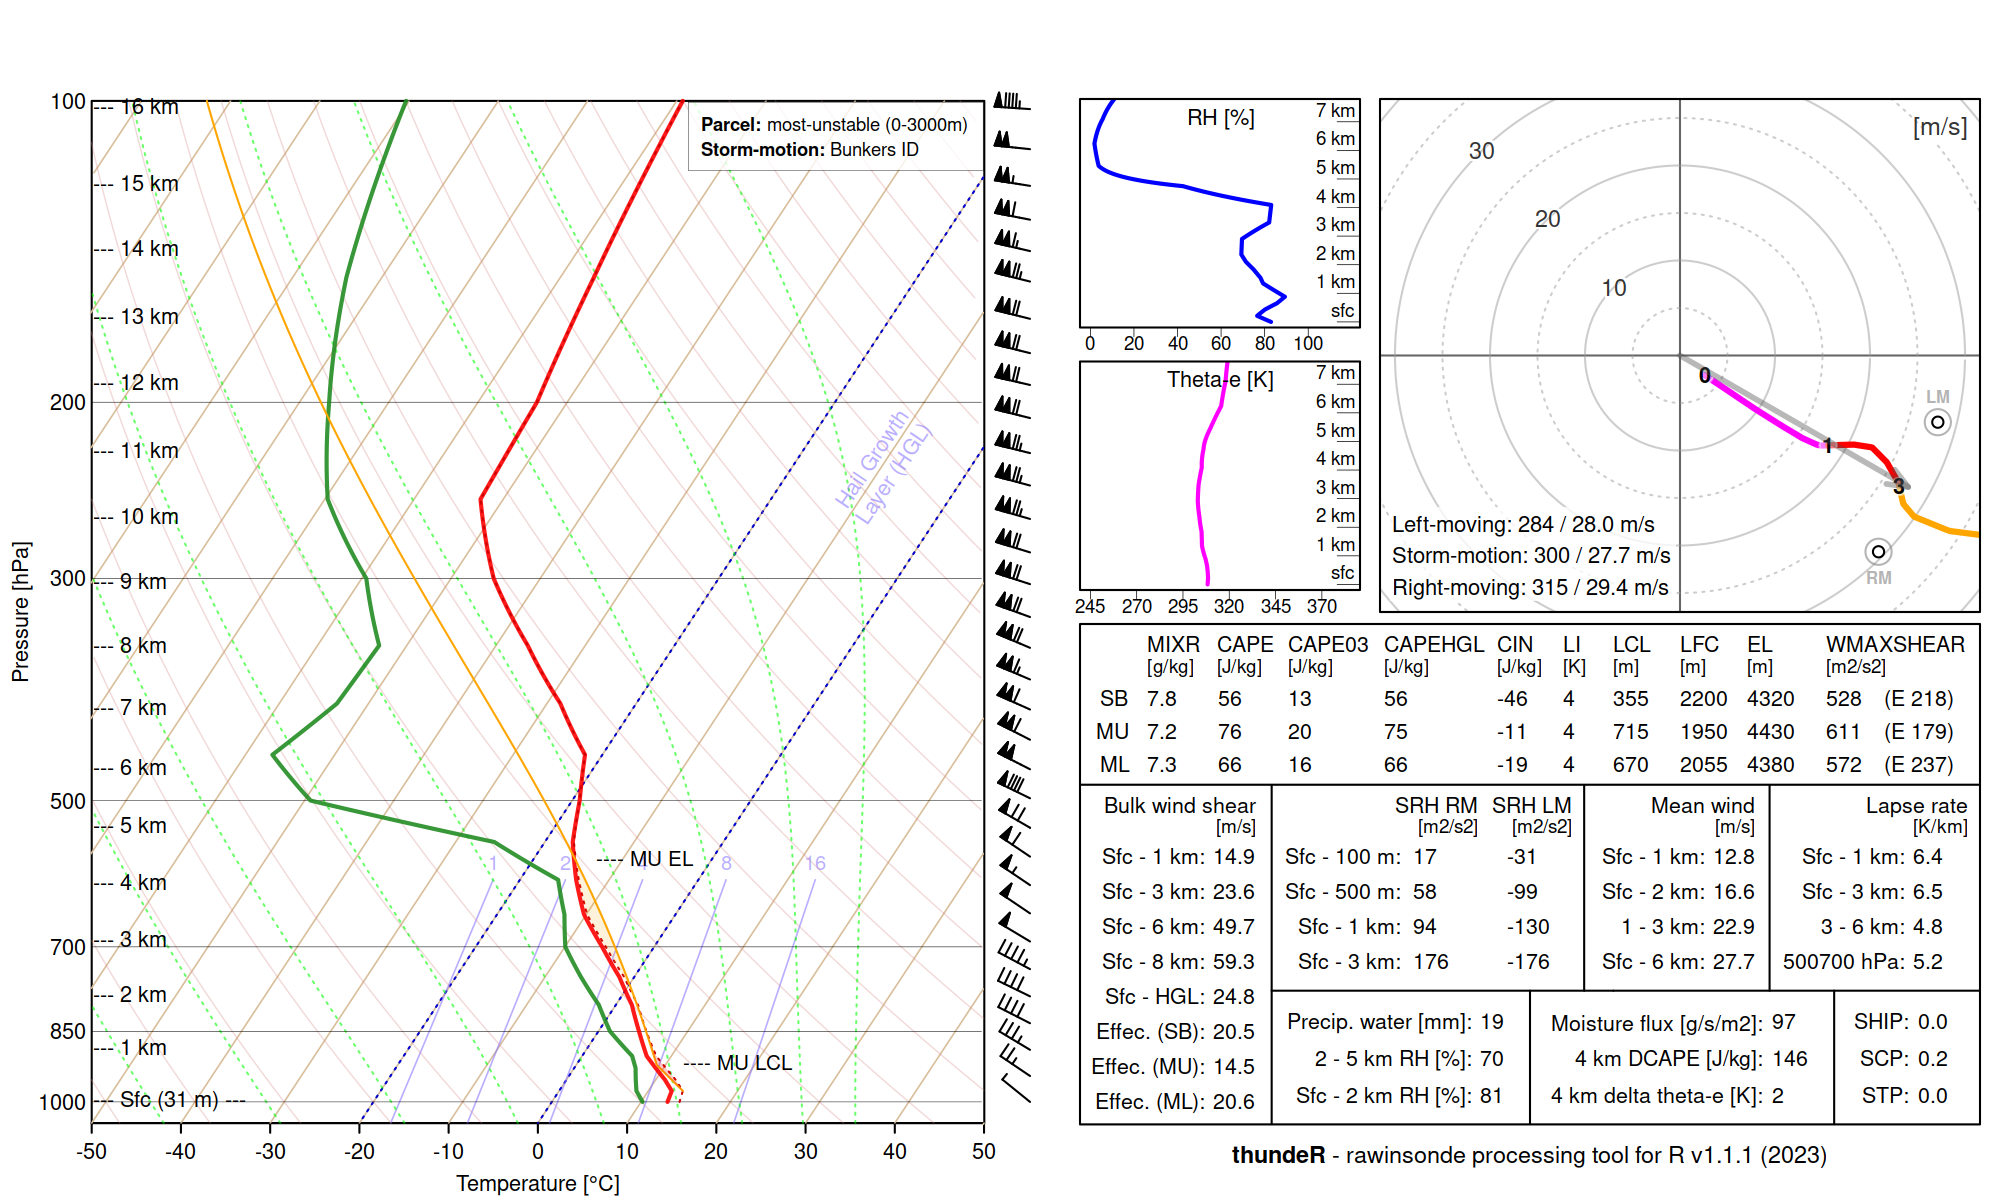 Parcel: most-unstable (0-3000m)
Storm-motion: Bunkers ID
100
200
300
500
700
850
1000
Pressure [hPa]
--- 16 km
--- 15 km
--- 14 km
--- 13 km
--- 12 km
--- 11 km
--- 10 km
--- 9 km
--- 8 km
--- 7 km
--- 6 km
--- 5 km
--- 4 km
--- 3 km
--- 2 km
--- 1 km
--- Sfc (31 m) ---
Hail Growth
Layer (HGL)
1 2 4 8 16
---- MU EL
---- MU LCL
-50 -40 -30 -20 -10 0 10 20 30 40 50
Temperature [°C]
RH [%]
7 km
6 km
5 km
4 km
3 km
2 km
1 km
sfc
0 20 40 60 80 100
Theta-e [K]
7 km
6 km
5 km
4 km
3 km
2 km
1 km
sfc
245 270 295 320 345 370
[m/s]
30
20
10
0
1
3
LM
RM
Left-moving: 284 / 28.0 m/s
Storm-motion: 300 / 27.7 m/s
Right-moving: 315 / 29.4 m/s
MIXR CAPE CAPE03 CAPEHGL CIN LI LCL LFC EL WMAXSHEAR
[g/kg] [J/kg] [J/kg] [J/kg] [J/kg] [K] [m] [m] [m] [m2/s2]
SB 7.8 56 13 56 -46 4 355 2200 4320 528 (E 218)
MU 7.2 76 20 75 -11 4 715 1950 4430 611 (E 179)
ML 7.3 66 16 66 -19 4 670 2055 4380 572 (E 237)
Bulk wind shear
[m/s]
Sfc - 1 km: 14.9
Sfc - 3 km: 23.6
Sfc - 6 km: 49.7
Sfc - 8 km: 59.3
Sfc - HGL: 24.8
Effec. (SB): 20.5
Effec. (MU): 14.5
Effec. (ML): 20.6
SRH RM SRH LM
[m2/s2] [m2/s2]
Sfc - 100 m: 17 -31
Sfc - 500 m: 58 -99
Sfc - 1 km: 94 -130
Sfc - 3 km: 176 -176
Mean wind
[m/s]
Sfc - 1 km: 12.8
Sfc - 2 km: 16.6
1 - 3 km: 22.9
Sfc - 6 km: 27.7
Lapse rate
[K/km]
Sfc - 1 km: 6.4
Sfc - 3 km: 6.5
3 - 6 km: 4.8
500700 hPa: 5.2
Precip. water [mm]: 19
2 - 5 km RH [%]: 70
Sfc - 2 km RH [%]: 81
Moisture flux [g/s/m2]: 97
4 km DCAPE [J/kg]: 146
4 km delta theta-e [K]: 2
SHIP: 0.0
SCP: 0.2
STP: 0.0
thundeR - rawinsonde processing tool for R v1.1.1 (2023)